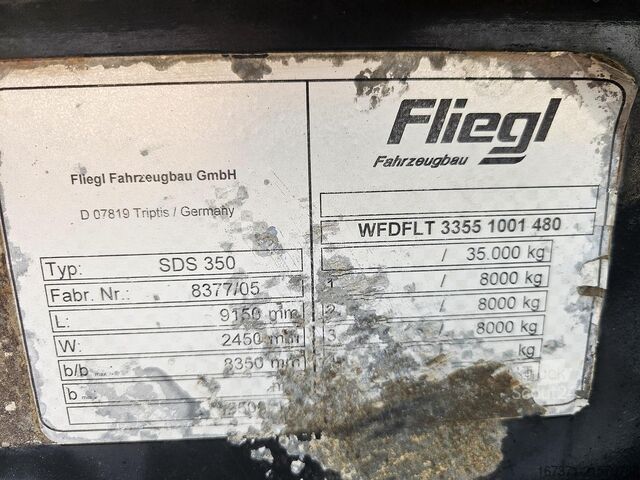 Fliegl
Fahrzeugbau
Fliegl Fahrzeugbau GmbH
D 07819 Triptis / Germany
Typ: SDS 350
Fabr. Nr.: 8377/05
L: 9150 mm
W: 2450 mm
b/b max 8350 mm
b max
WFDFLT 3355 1001 480
/ 35.000 kg
1 / 8000 kg
2 / 8000 kg
3 / 8000 kg
kg